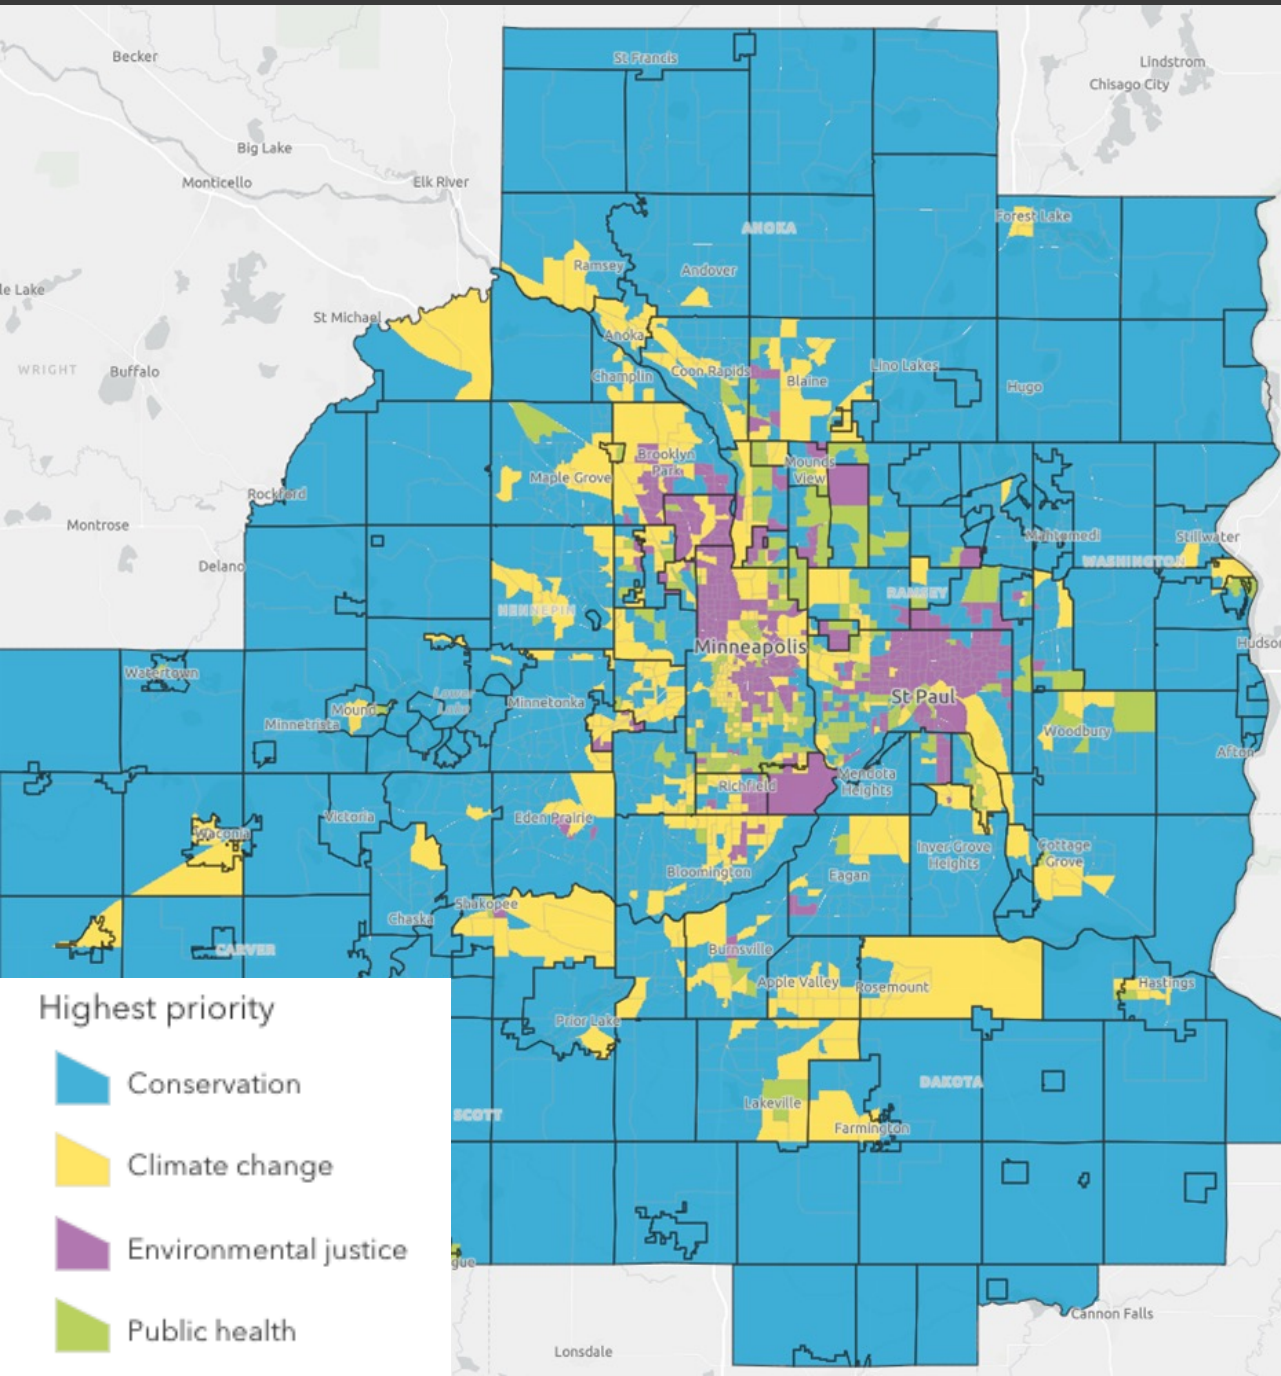 Lindstrom
Becker
St Francis
Chisago City
Big Lake
Monticello
Elk River
Forest Lake
ANOKA
Ramsey
Andover
le Lake
St Michael
Anoka
Lino Lakes
WRIGHT
Buffalo
Champlin
Coon Rapids
Blaine
Hugo
Brooklyn
Park
Mounds
View
Maple Grove
Rockford
Montrose
Mahtomedi
Stillwater
Delano
WASHINGTON
RAMSEY
HENNEPIN
Minneapolis
Hudson
Watertown
Lower
Lake
St Paul
Minnetonka
Mound
Minnetrista
Woodbury
Afton
Mendota
Heights
Richfield
Victoria
Eden Prairie
Waconia
Inver Grove
Heights
Cottage
Grove
Bloomington
Eagan
Shakopee
Chaska
CARVER
Burnsville
Apple Valley
Rosemount
Hastings
Prior Lake
DAKOTA
Lakeville
SCOTT
Farmington
gue
Cannon Falls
Lonsdale
Highest priority
Conservation
Climate change
Environmental justice
Public health